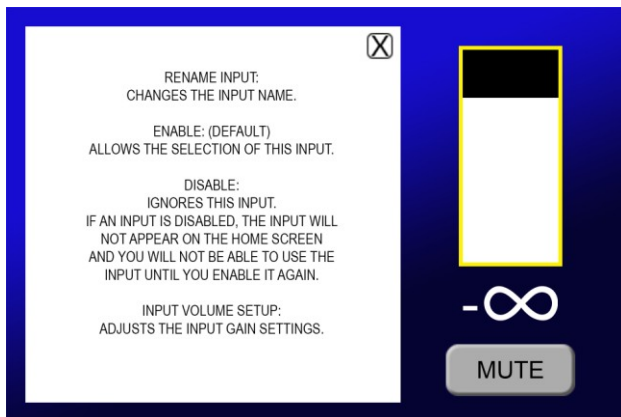 X
RENAME INPUT:
CHANGES THE INPUT NAME.
ENABLE: (DEFAULT)
ALLOWS THE SELECTION OF THIS INPUT.
DISABLE:
IGNORES THIS INPUT.
IF AN INPUT IS DISABLED, THE INPUT WILL
NOT APPEAR ON THE HOME SCREEN
AND YOU WILL NOT BE ABLE TO USE THE
INPUT UNTIL YOU ENABLE IT AGAIN.
INPUT VOLUME SETUP:
ADJUSTS THE INPUT GAIN SETTINGS.
-∞
MUTE